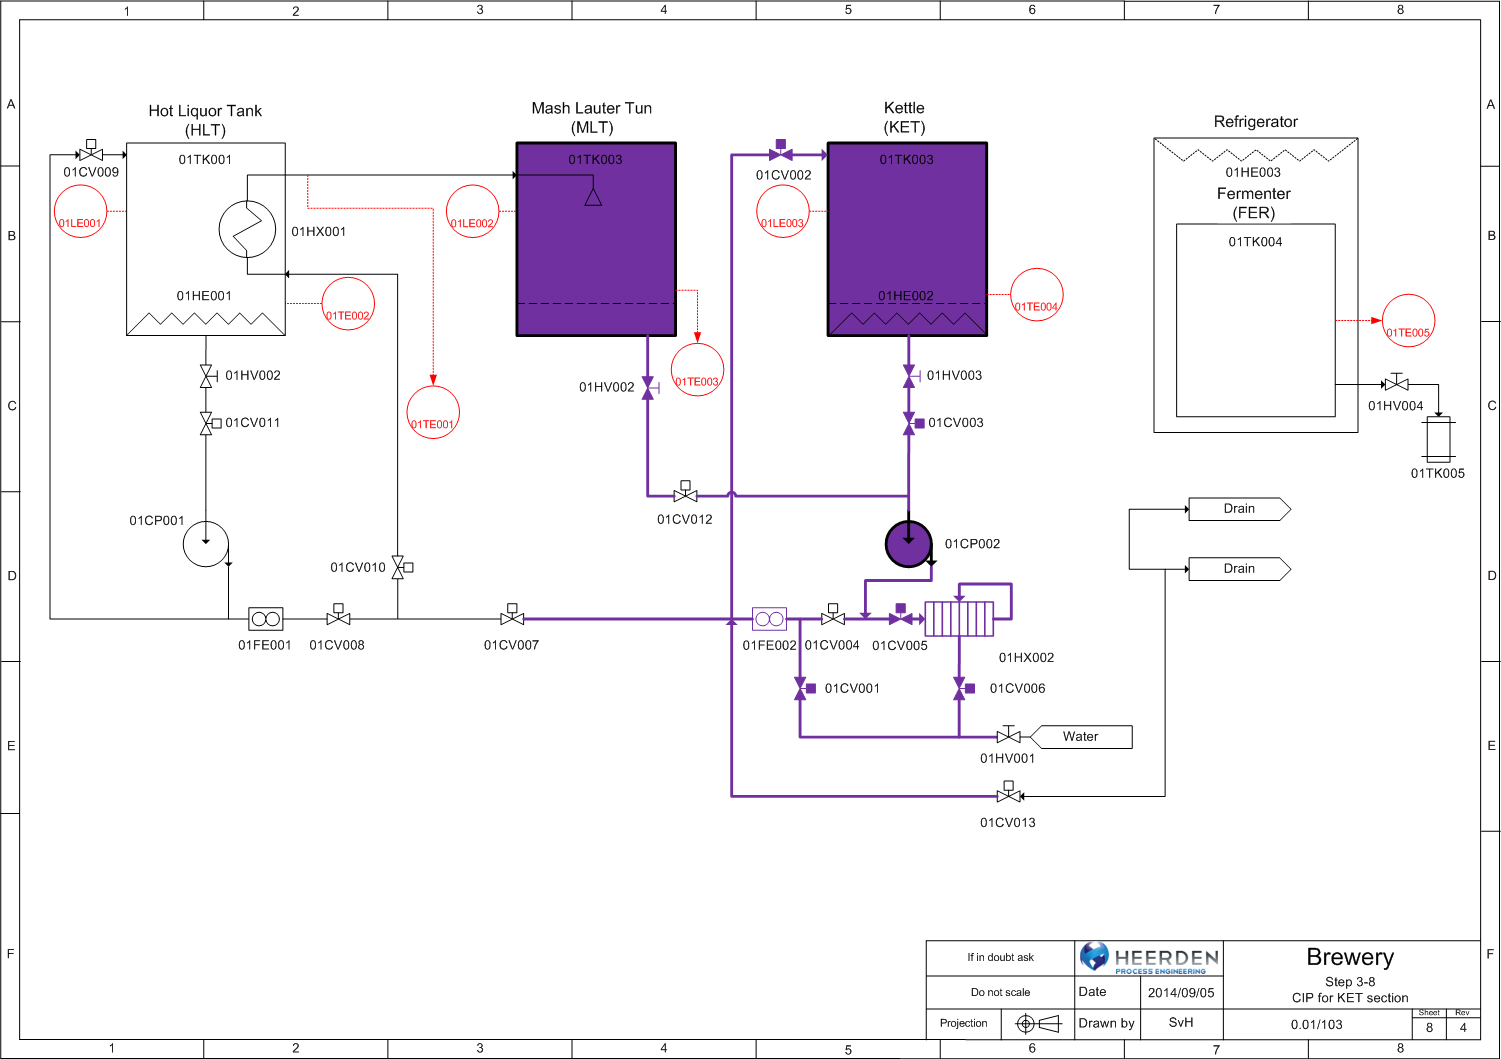 1 2 3 4 5 6 7 8
A A
B B
C C
D D
E E
F F
Hot Liquor Tank
(HLT)
01TK001
01CV009
01LE001
01HX001
01HE001
01TE002
01HV002
01CV011
01CP001
01CV010
01FE001
01CV008
01TE001
01CV007
Mash Lauter Tun
(MLT)
01TK003
01LE002
01TE003
01HV002
01CV012
Kettle
(KET)
01TK003
01CV002
01LE003
01HE002
01TE004
01HV003
01CV003
01CP002
01FE002
01CV004
01CV005
01HX002
01CV001
01CV006
Water
01HV001
01CV013
Refrigerator
01HE003
Fermenter
(FER)
01TK004
01TE005
01HV004
01TK005
Drain
Drain
If in doubt ask
HEERDEN
PROCESS ENGINEERING
Brewery
Step 3-8
CIP for KET section
Do not scale
Date
2014/09/05
Projection
Drawn by
SvH
0.01/103
Sheet Rev
8 4
1 2 3 4 5 6 7 8